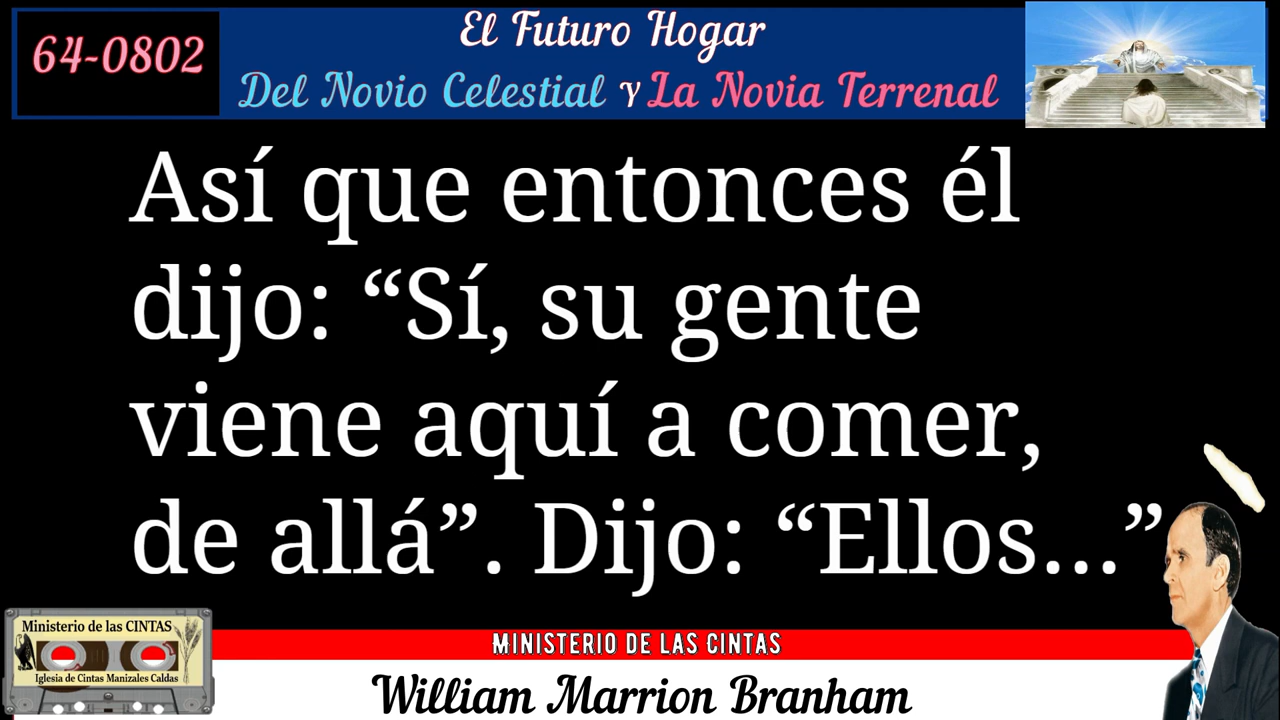 64-0802
El Futuro Hogar
Del Novio Celestial Y La Novia Terrenal
Así que entonces él
dijo: “Sí, su gente
viene aquí a comer,
de allá”. Dijo: “Ellos...”
Ministerio de las CINTAS
Iglesia de Cintas Manizales Caldas
MINISTERIO DE LAS CINTAS
William Marrion Branham